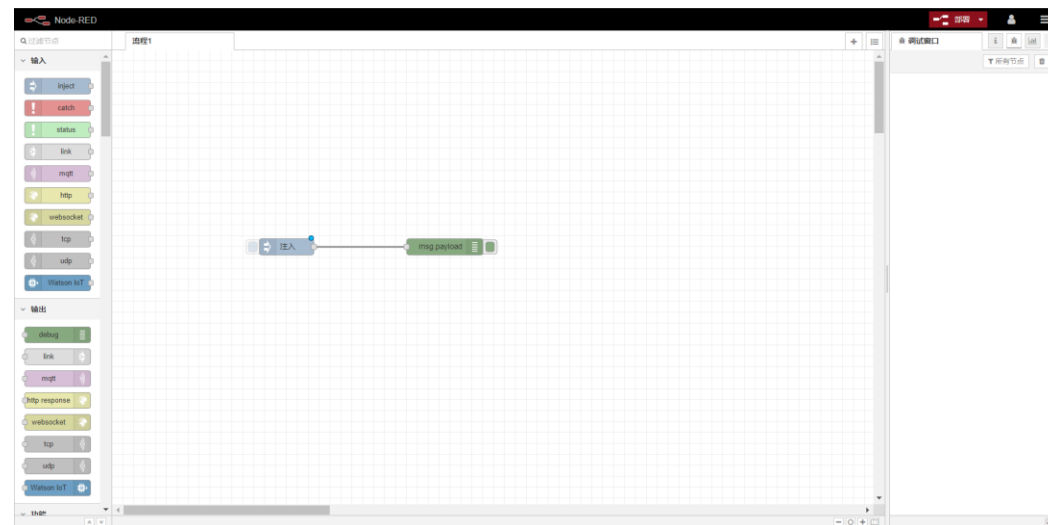 Node-RED
部署
过滤节点
流程1
调试窗口
所有节点
输入
inject
catch
status
link
mqtt
http
websocket
tcp
udp
Watson IoT
注入
msg.payload
输出
debug
link
mqtt
http response
websocket
tcp
udp
Watson IoT
功能